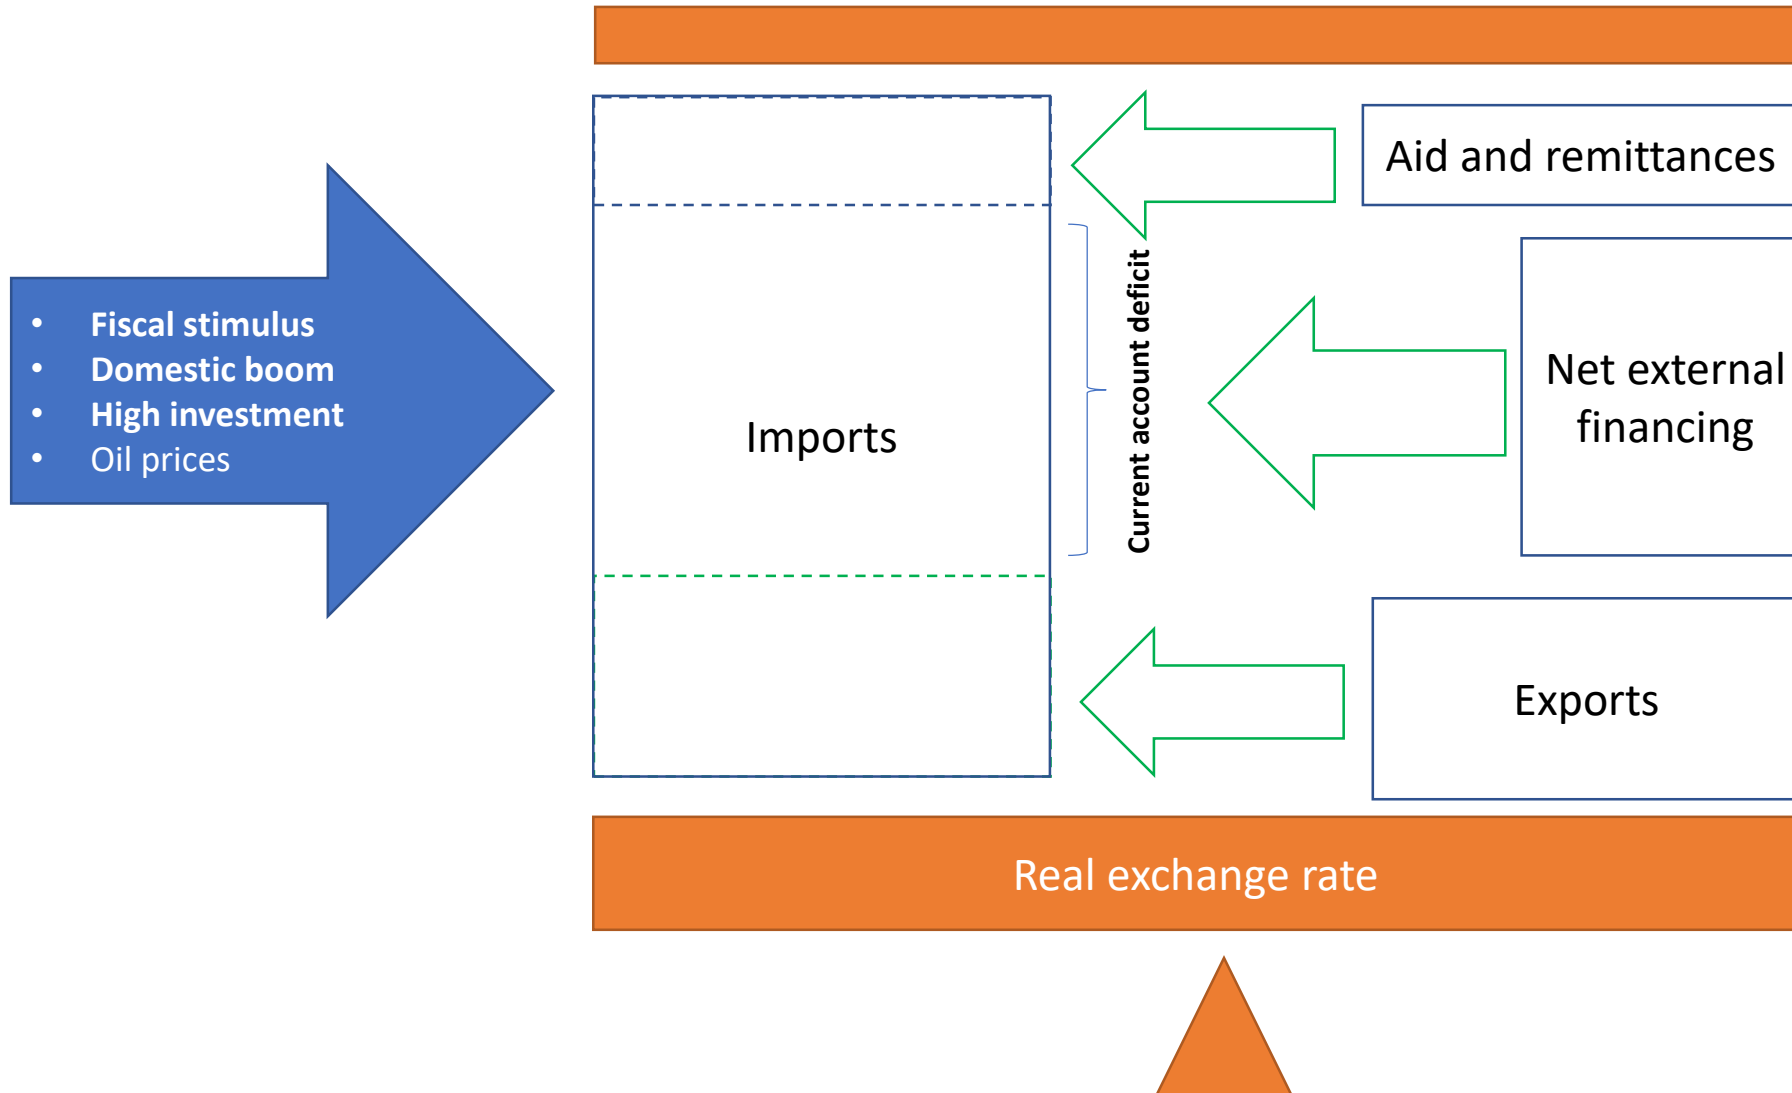 • Fiscal stimulus
• Domestic boom
• High investment
• Oil prices
Imports
Current account deficit
Aid and remittances
Net external
financing
Exports
Real exchange rate